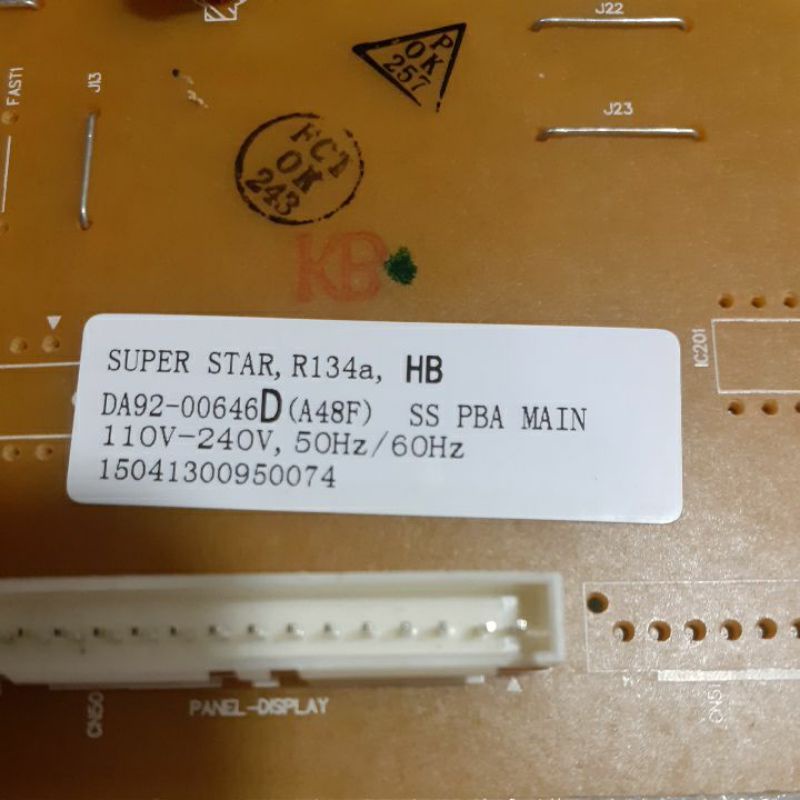 J22
P
OK
257
FAST1
J13
J23
FCT
OK
243
KB
IC201
SUPER STAR, R134a, HB
DA92-00646D(A48F) SS PBA MAIN
110V-240V, 50Hz/60Hz
15041300950074
CN50
PANEL-DISPLAY
CN51